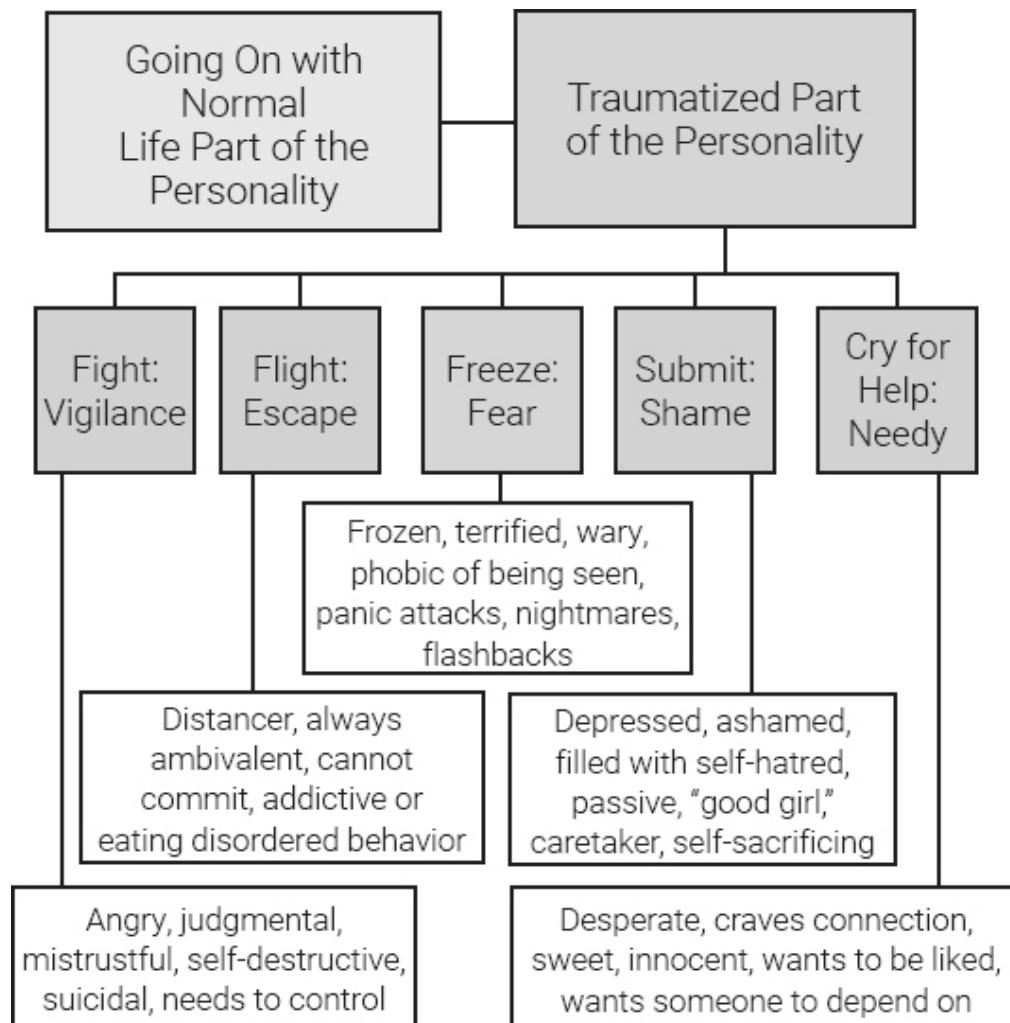 Going On with
Normal
Life Part of the
Personality
Traumatized Part
of the Personality
Fight:
Vigilance
Flight:
Escape
Freeze:
Fear
Submit:
Shame
Cry for
Help:
Needy
Frozen, terrified, wary,
phobic of being seen,
panic attacks, nightmares,
flashbacks
Distancer, always
ambivalent, cannot
commit, addictive or
eating disordered behavior
Depressed, ashamed,
filled with self-hatred,
passive, “good girl,”
caretaker, self-sacrificing
Angry, judgmental,
mistrustful, self-destructive,
suicidal, needs to control
Desperate, craves connection,
sweet, innocent, wants to be liked,
wants someone to depend on